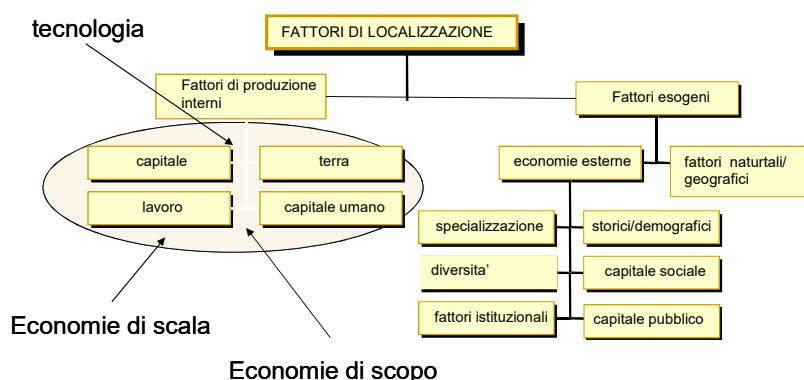 tecnologia
FATTORI DI LOCALIZZAZIONE
Fattori di produzione
interni
Fattori esogeni
capitale
terra
lavoro
capitale umano
economie esterne
fattori naturtali/
geografici
specializzazione
storici/demografici
diversita'
capitale sociale
fattori istituzionali
capitale pubblico
Economie di scala
Economie di scopo